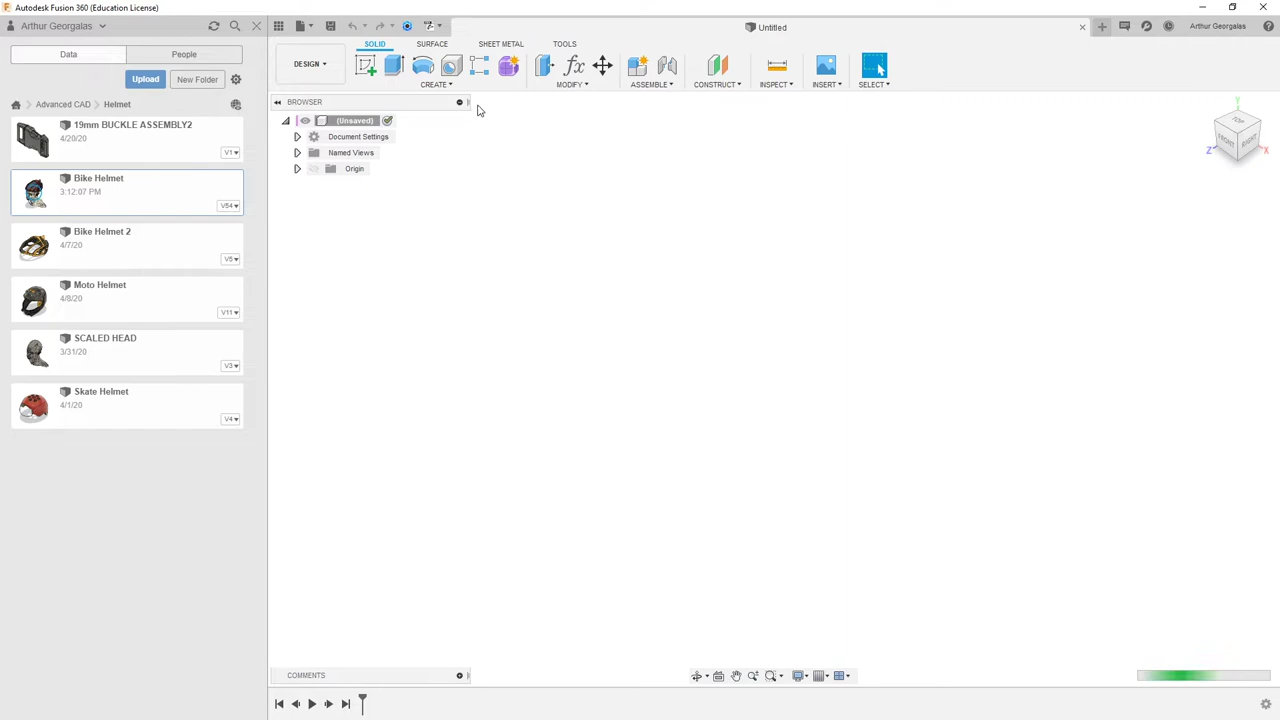 Autodesk Fusion 360 (Education License)
Arthur Georgalas
Untitled
Arthur Georgalas
Data People
SOLID SURFACE SHEET METAL TOOLS
DESIGN
Upload New Folder
CREATE MODIFY ASSEMBLE CONSTRUCT INSPECT INSERT SELECT
Advanced CAD Helmet
BROWSER
(Unsaved)
Document Settings
Named Views
Origin
TOP
FRONT
RIGHT
Y
Z
X
19mm BUCKLE ASSEMBLY2
4/20/20
V1
Bike Helmet
3:12:07 PM
V54
Bike Helmet 2
4/7/20
V5
Moto Helmet
4/8/20
V11
SCALED HEAD
3/31/20
V3
Skate Helmet
4/1/20
V4
COMMENTS